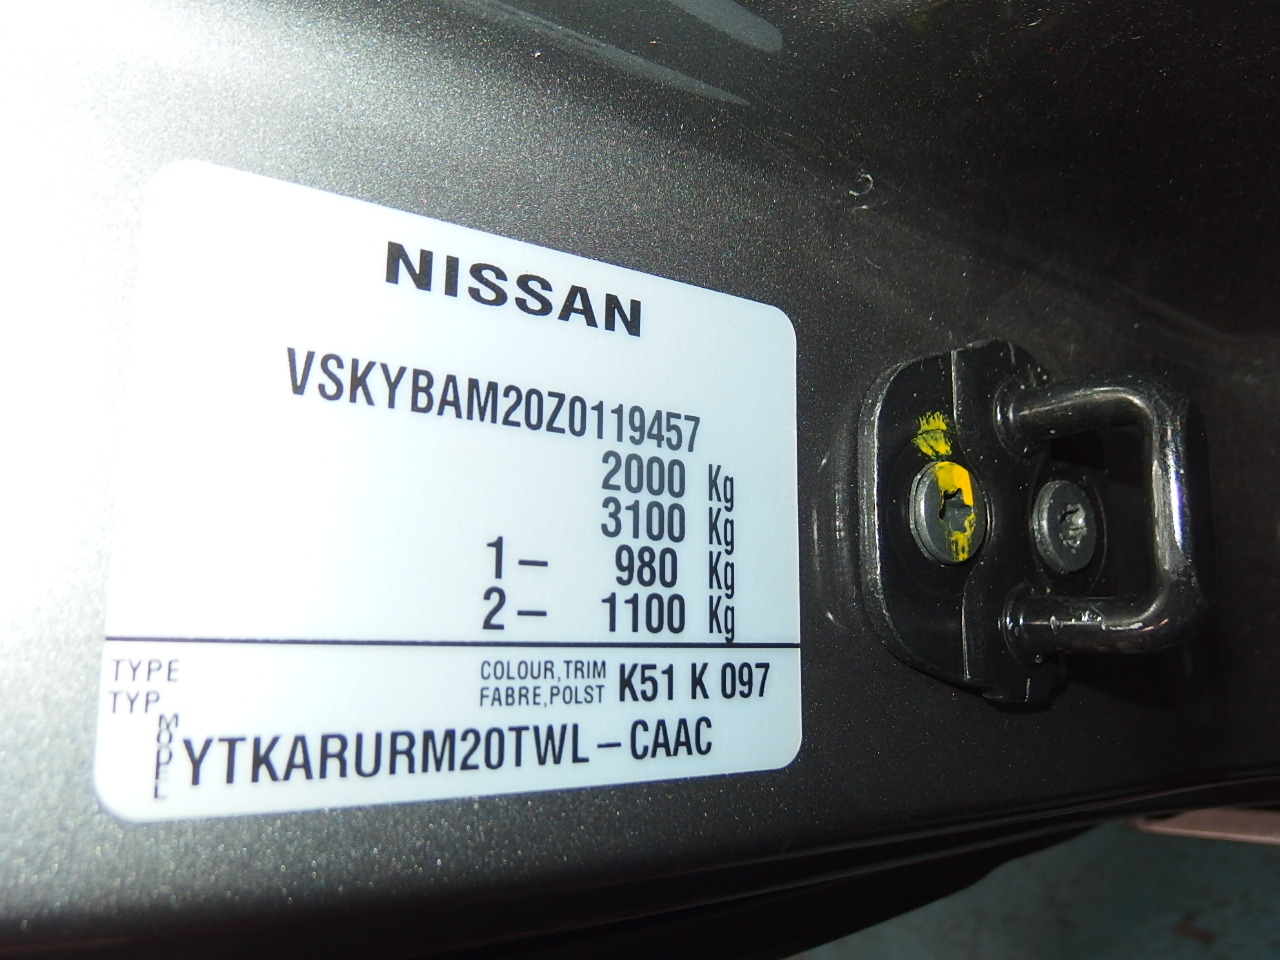 NISSAN
VSKYBAM20Z0119457
2000 Kg
3100 Kg
1- 980 Kg
2- 1100 Kg
TYPE
TYP
COLOUR,TRIM
FABRE,POLST
K51 K 097
MODEL
YTKARURM20TWL-CAAC